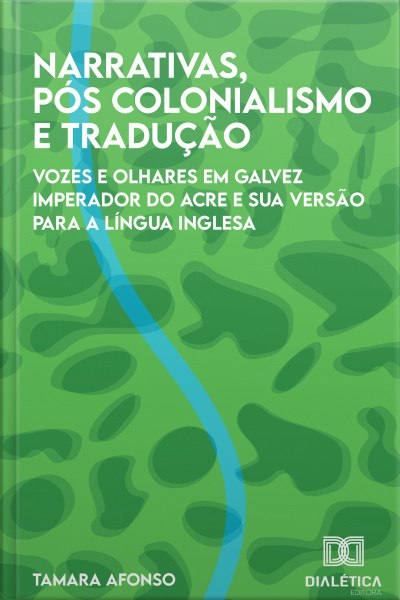 NARRATIVAS,
PÓS COLONIALISMO
E TRADUÇÃO
VOZES E OLHARES EM GALVEZ
IMPERADOR DO ACRE E SUA VERSÃO
PARA A LÍNGUA INGLESA
TAMARA AFONSO
DIALÉTICA
EDITORA